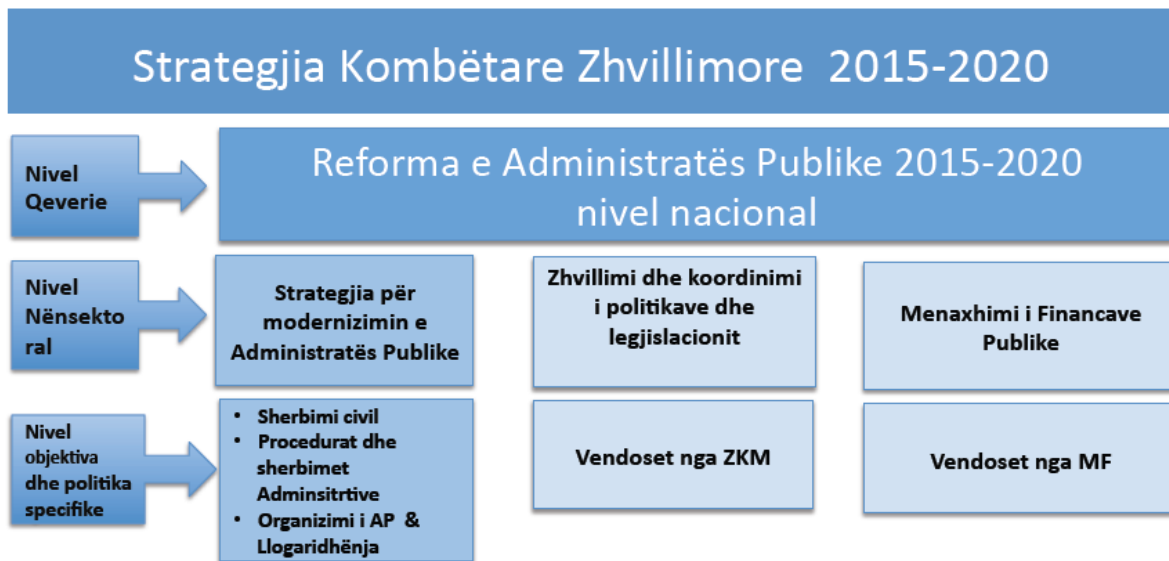 Strategjia Kombëtare Zhvillimore 2015-2020
Nivel
Qeverie
Reforma e Administratës Publike 2015-2020
nivel nacional
Nivel
Nënsekto
ral
Strategjia për
modernizimin e
Administratës Publike
Zhvillimi dhe koordinimi
i politikave dhe
legjislacionit
Menaxhimi i Financave
Publike
Nivel
objektiva
dhe politika
specifike
• Sherbimi civil
• Procedurat dhe
sherbimet
Adminsitrtive
• Organizimi i AP &
Llogaridhënja
Vendoset nga ZKM
Vendoset nga MF